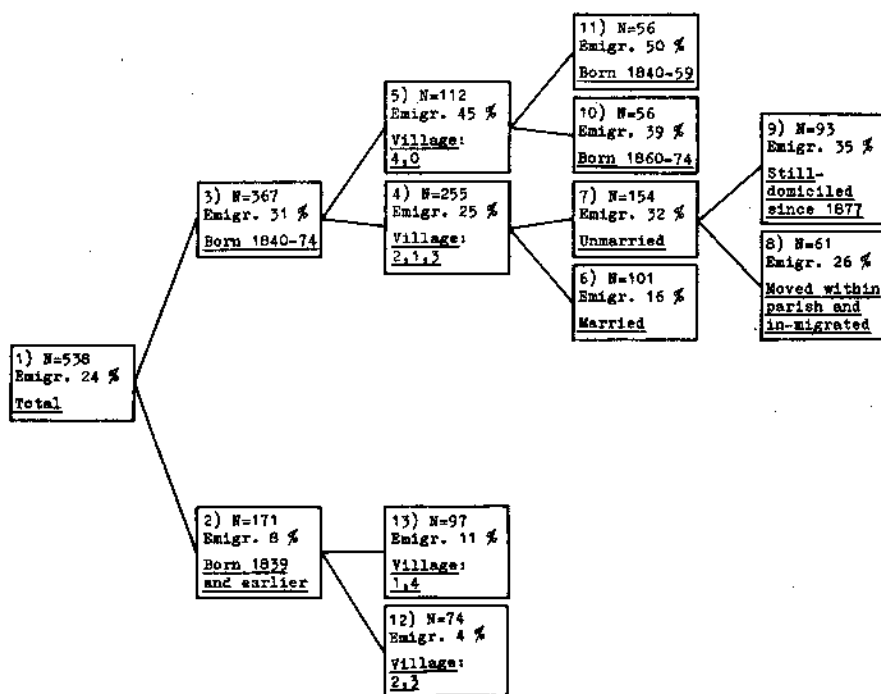 11) N=56
Emigr. 50 %
Born 1840-59
5) N=112
Emigr. 45 %
Village:
4,0
10) N=56
Emigr. 39 %
Born 1860-74
9) N=93
Emigr. 35 %
Still-
domiciled
since 1877
3) N=367
Emigr. 31 %
Born 1840-74
4) N=255
Emigr. 25 %
Village:
2,1,3
7) N=154
Emigr. 32 %
Unmarried
8) N=61
Emigr. 26 %
Moved within
parish and
in-migrated
6) N=101
Emigr. 16 %
Married
1) N=538
Emigr. 24 %
Total
2) N=171
Emigr. 8 %
Born 1839
and earlier
13) N=97
Emigr. 11 %
Village:
1,4
12) N=74
Emigr. 4 %
Village:
2,3